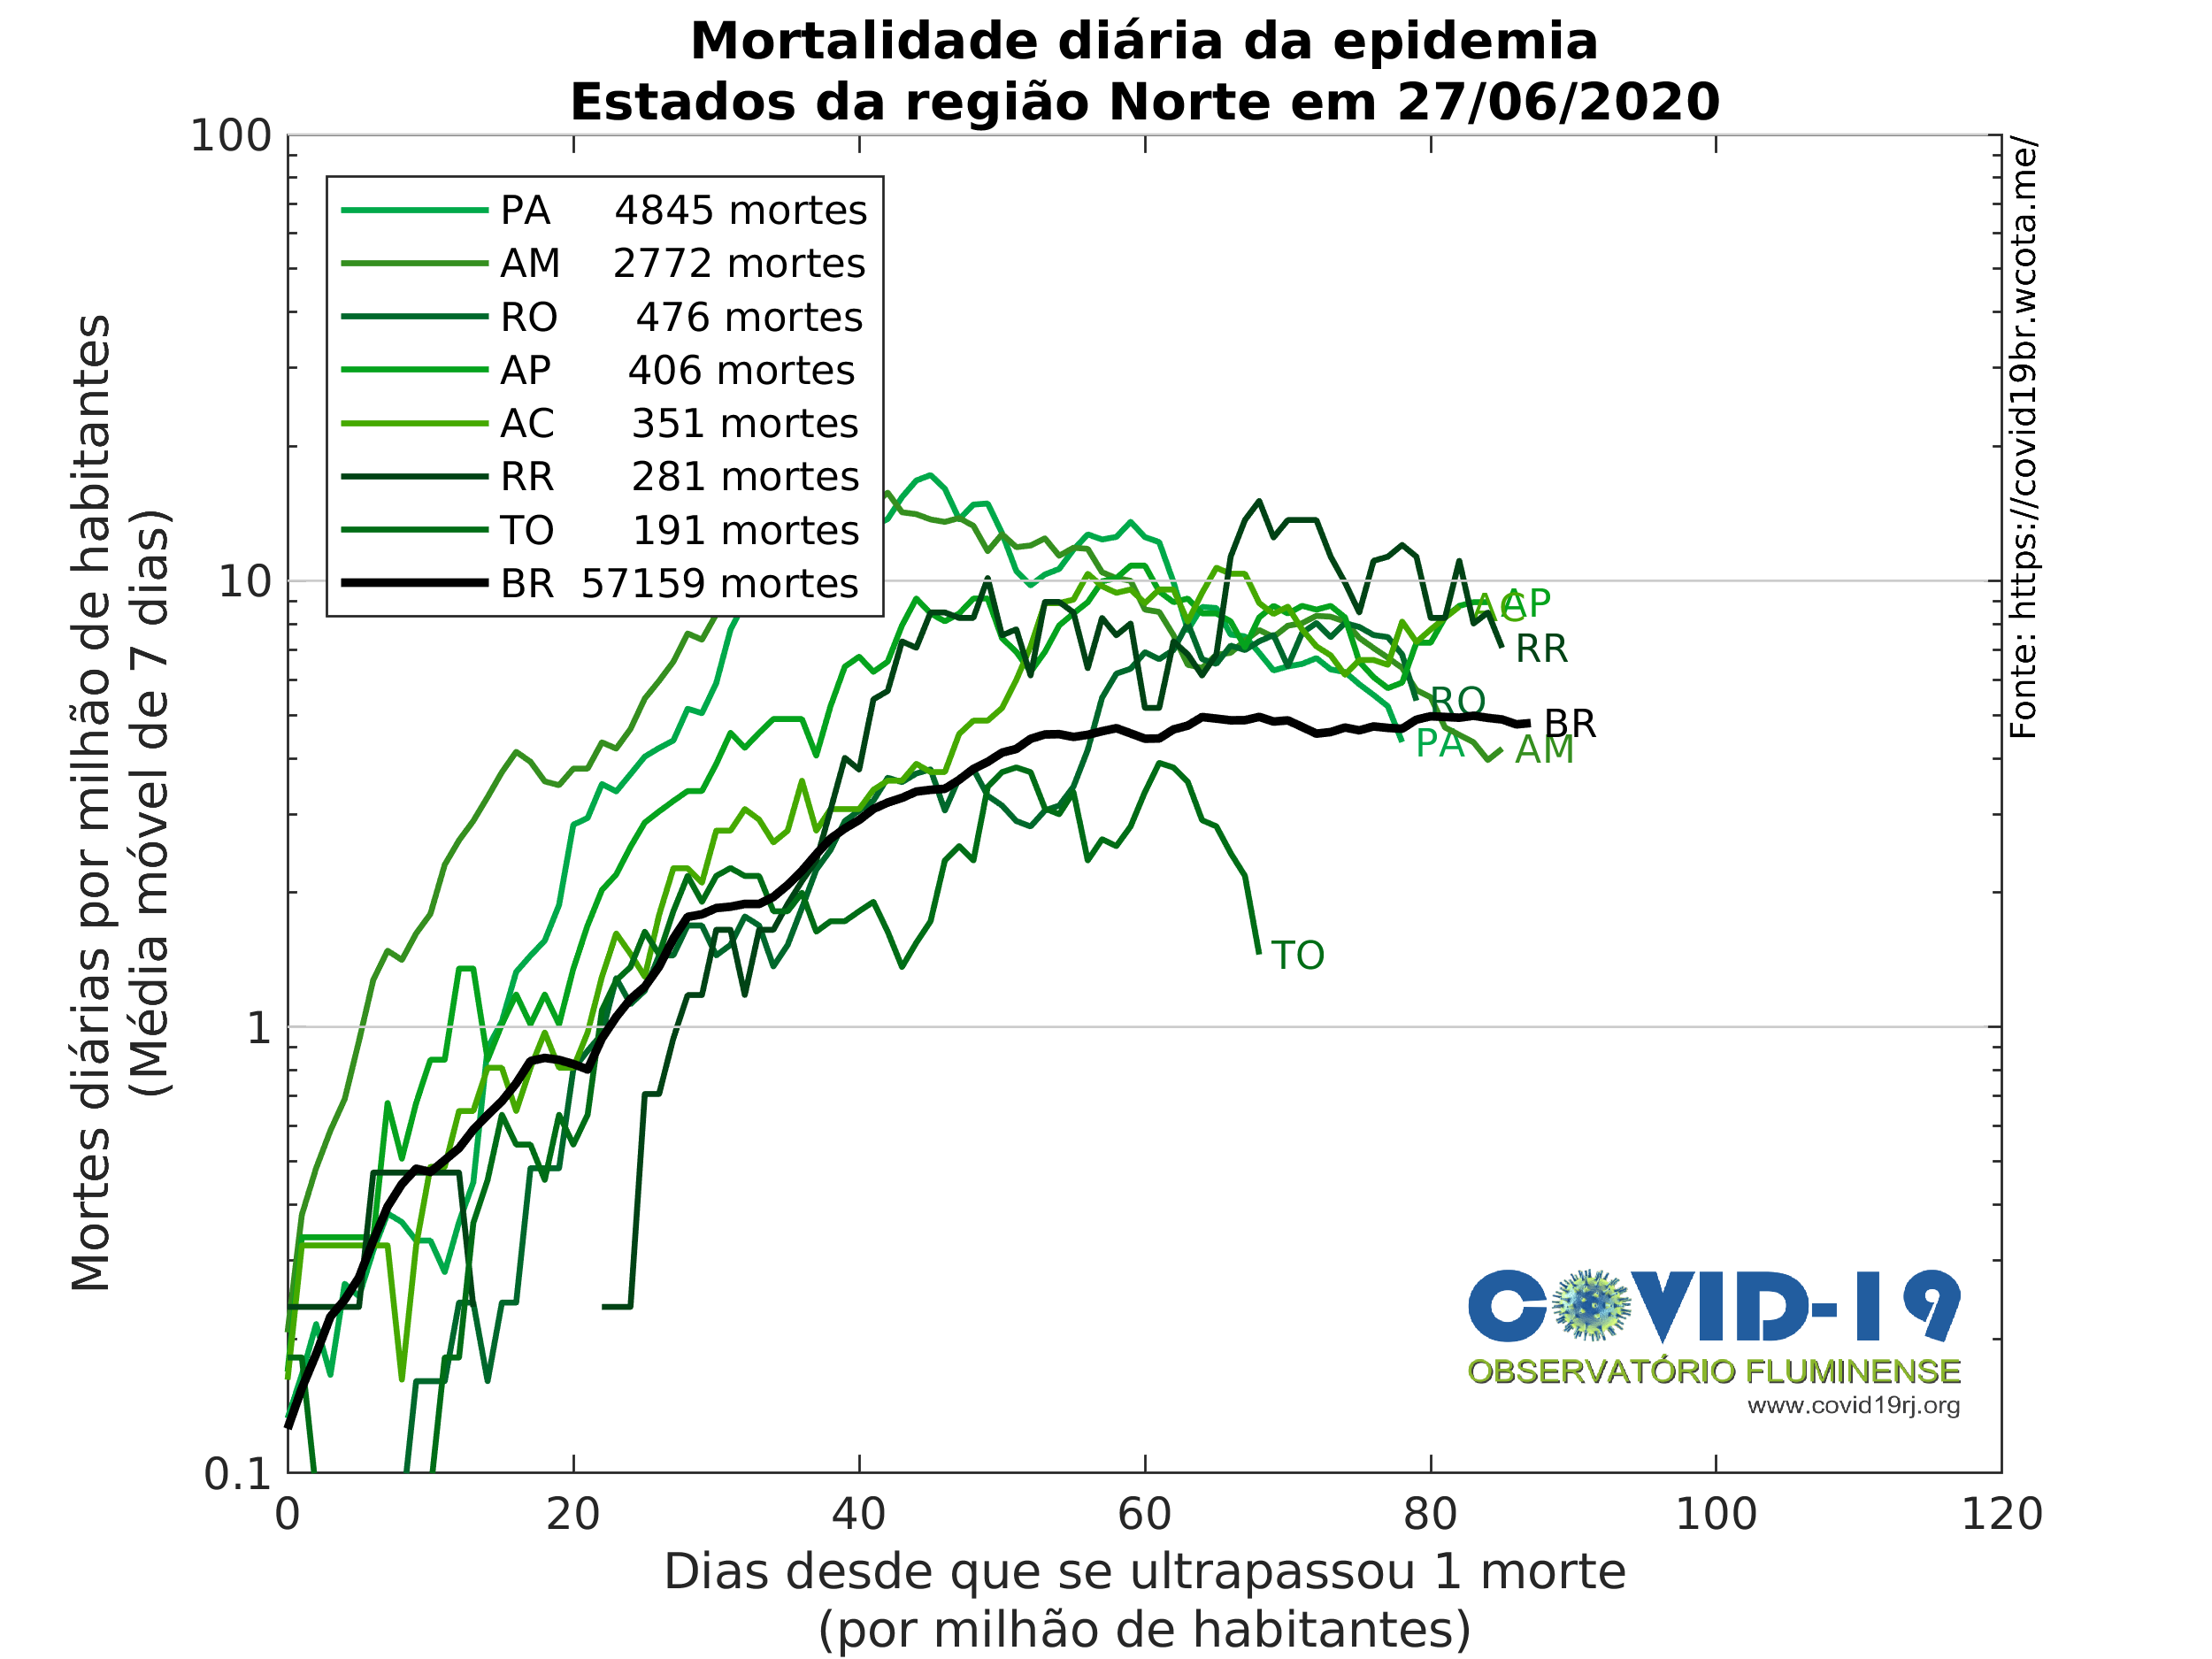 Mortalidade diária da epidemia
Estados da região Norte em 27/06/2020
Mortes diárias por milhão de habitantes
(Média móvel de 7 dias)
100
10
1
0.1
PA 4845 mortes
AM 2772 mortes
RO 476 mortes
AP 406 mortes
AC 351 mortes
RR 281 mortes
TO 191 mortes
BR 57159 mortes
AC
AP
RR
RO
BR
PA
AM
TO
Fonte: https://covid19br.wcota.me/
COVID-19
OBSERVATÓRIO FLUMINENSE
www.covid19rj.org
0 20 40 60 80 100 120
Dias desde que se ultrapassou 1 morte
(por milhão de habitantes)